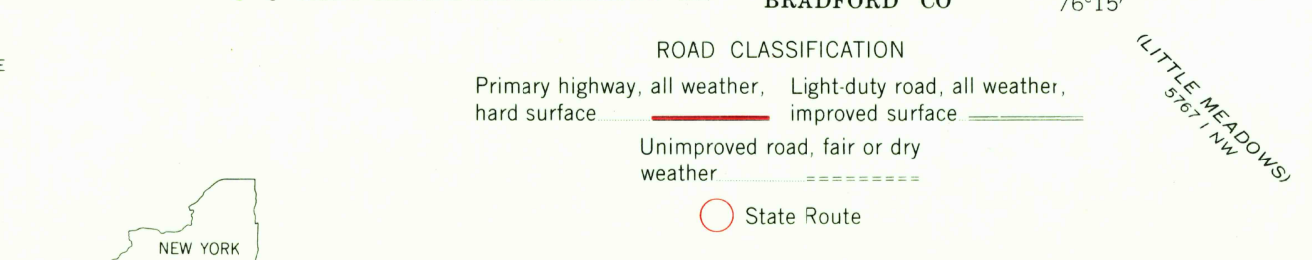 BRADFORD CO
76°15′
E
ROAD CLASSIFICATION
Primary highway, all weather,
hard surface
Light-duty road, all weather,
improved surface
Unimproved road, fair or dry
weather
State Route
(LITTLE MEADOWS)
5767 I NW
NEW YORK